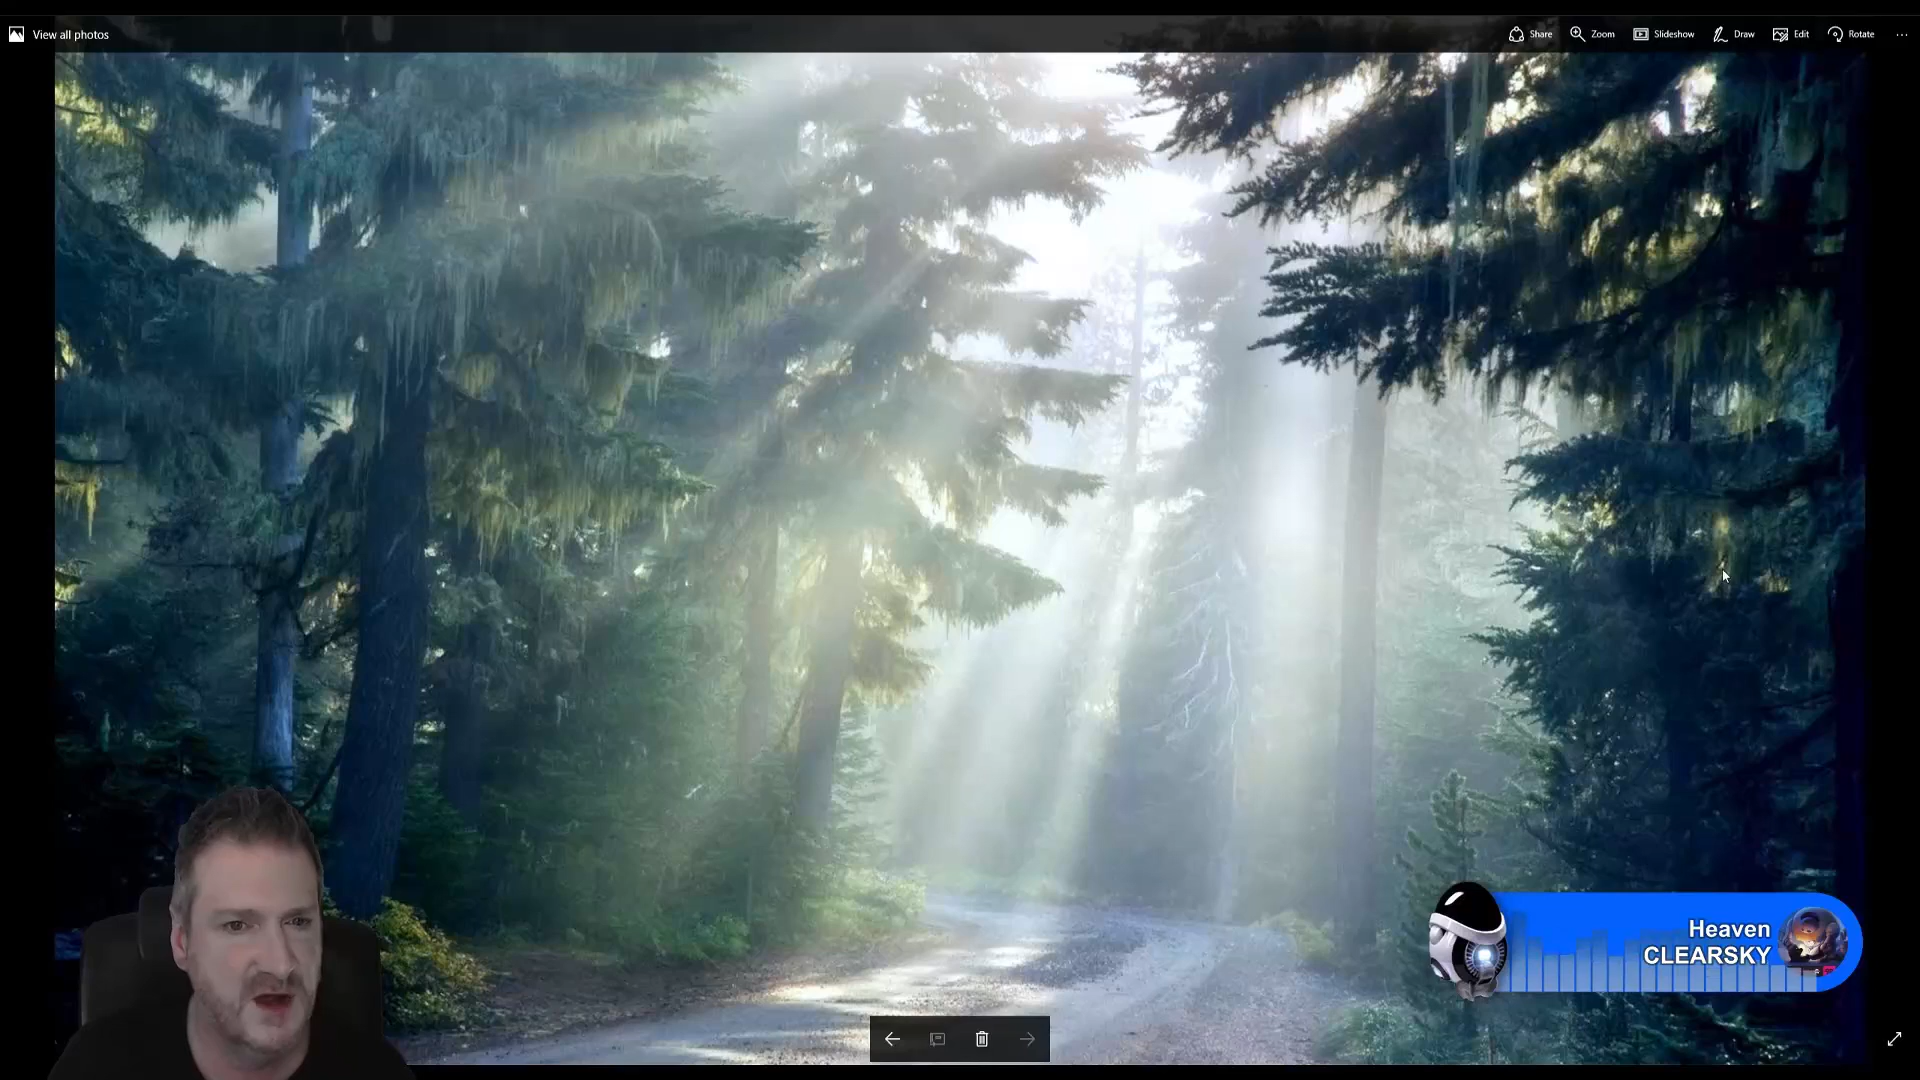 View all photos
Share
Zoom
Slideshow
Draw
Edit
Rotate
Heaven
CLEARSKY